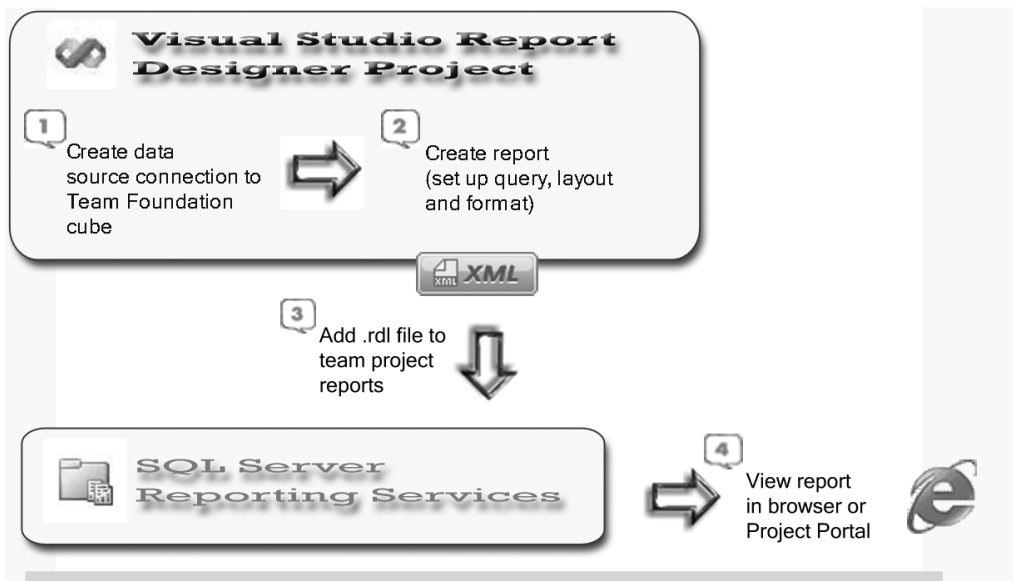 Visual Studio Report
Designer Project
1
Create data
source connection to
Team Foundation
cube
2
Create report
(set up query, layout
and format)
XML XML
3
Add .rdl file to
team project
reports
SQL Server
Reporting Services
4
View report
in browser or
Project Portal